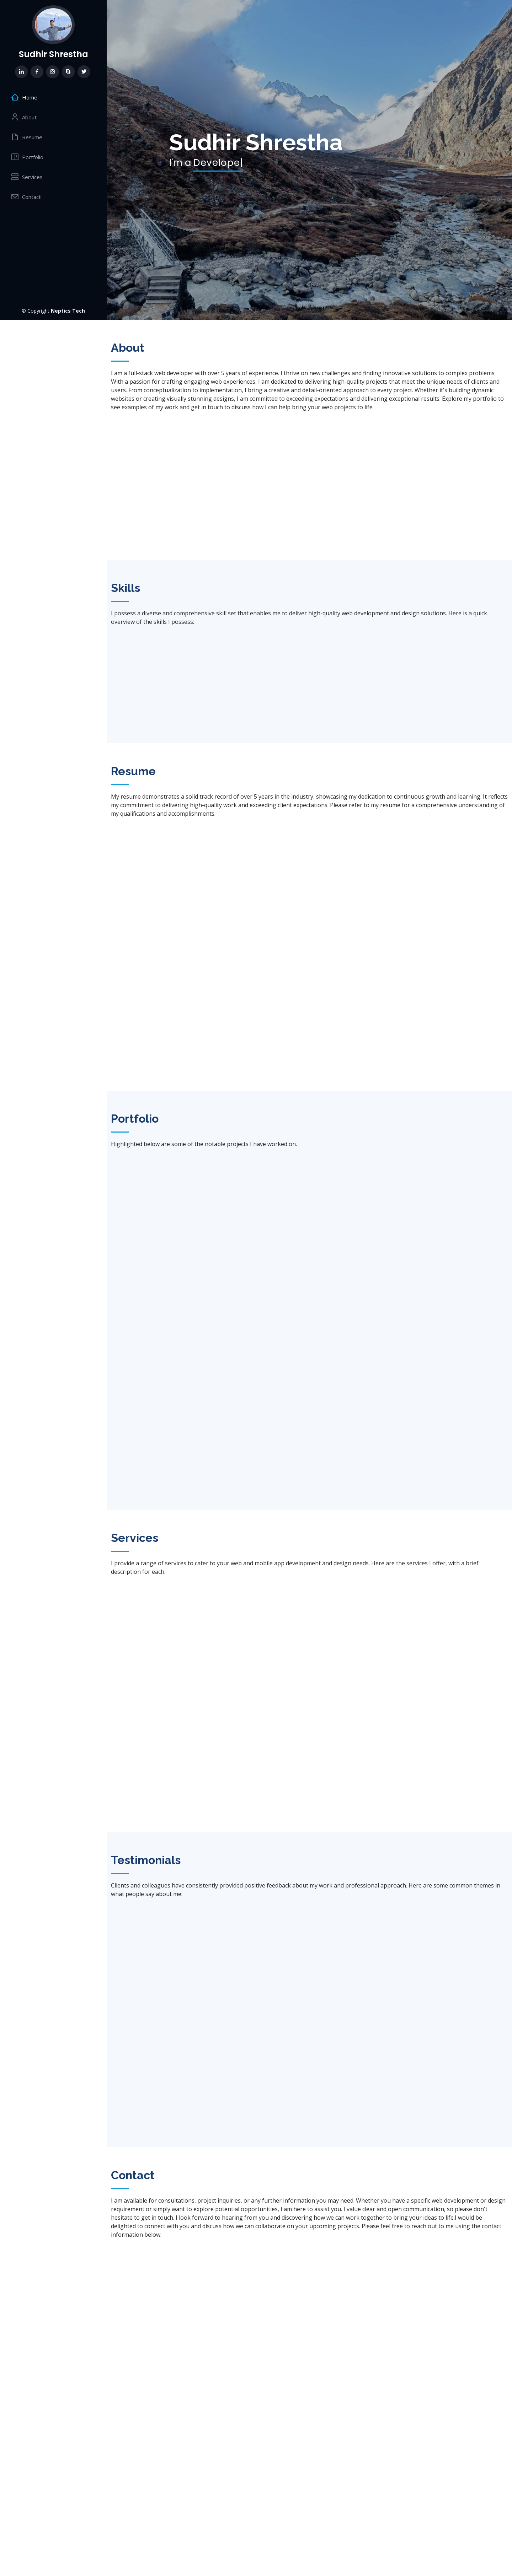 Sudhir Shrestha
Home
About
Resume
Portfolio
Services
Contact
© Copyright Neptics Tech
Sudhir Shrestha
I'm a Develope|
About
I am a full-stack web developer with over 5 years of experience. I thrive on new challenges and finding innovative solutions to complex problems.
With a passion for crafting engaging web experiences, I am dedicated to delivering high-quality projects that meet the unique needs of clients and
users. From conceptualization to implementation, I bring a creative and detail-oriented approach to every project. Whether it's building dynamic
websites or creating visually stunning designs, I am committed to exceeding expectations and delivering exceptional results. Explore my portfolio to
see examples of my work and get in touch to discuss how I can help bring your web projects to life.
Skills
I possess a diverse and comprehensive skill set that enables me to deliver high-quality web development and design solutions. Here is a quick
overview of the skills I possess:
Resume
My resume demonstrates a solid track record of over 5 years in the industry, showcasing my dedication to continuous growth and learning. It reflects
my commitment to delivering high-quality work and exceeding client expectations. Please refer to my resume for a comprehensive understanding of
my qualifications and accomplishments.
Portfolio
Highlighted below are some of the notable projects I have worked on.
Services
I provide a range of services to cater to your web and mobile app development and design needs. Here are the services I offer, with a brief
description for each:
Testimonials
Clients and colleagues have consistently provided positive feedback about my work and professional approach. Here are some common themes in
what people say about me:
Contact
I am available for consultations, project inquiries, or any further information you may need. Whether you have a specific web development or design
requirement or simply want to explore potential opportunities, I am here to assist you. I value clear and open communication, so please don't
hesitate to get in touch. I look forward to hearing from you and discovering how we can work together to bring your ideas to life.I would be
delighted to connect with you and discuss how we can collaborate on your upcoming projects. Please feel free to reach out to me using the contact
information below: